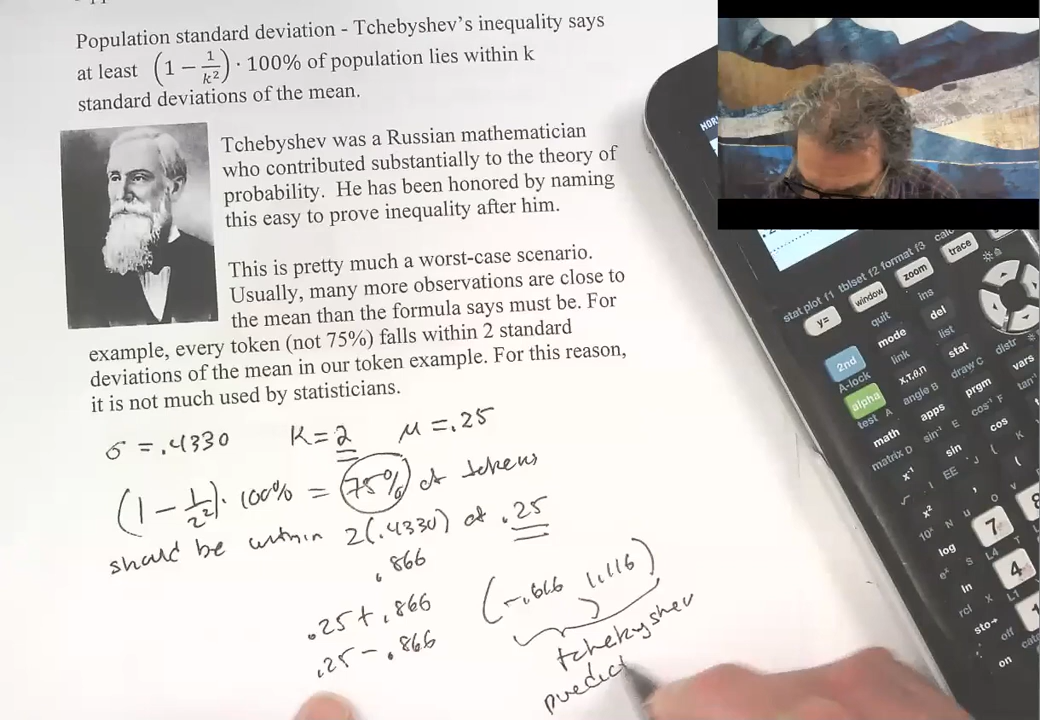 Population standard deviation - Tchebyshev's inequality says
at least (1 − 1/k²) · 100% of population lies within k
standard deviations of the mean.
Tchebyshev was a Russian mathematician
who contributed substantially to the theory of
probability. He has been honored by naming
this easy to prove inequality after him.
This is pretty much a worst-case scenario.
Usually, many more observations are close to
the mean than the formula says must be. For
example, every token (not 75%) falls within 2 standard
deviations of the mean in our token example. For this reason,
it is not much used by statisticians.
σ = .4330 K = 2 μ = .25
(1 − 1/2²) · 100% = 75% of tokens
should be within 2(.4330) of .25
.866
.25 + .866
.25 − .866
(−.616 1.116)
tchebyshev
predict
stat plot f1 tblset f2 format f3 calc
y= window zoom trace
quit ins
2nd mode del
A-lock link list
alpha X,T,θ,n stat
test A angle B draw C distr
math apps prgm vars
matrix D sin⁻¹ E cos⁻¹ F tan⁻¹
x⁻¹ sin cos
√ I EE J { K
x² , (
10ˣ N u O v P
log 7 8
eˣ S L4 T
ln 4
rcl X L1
sto→ 1
off
on